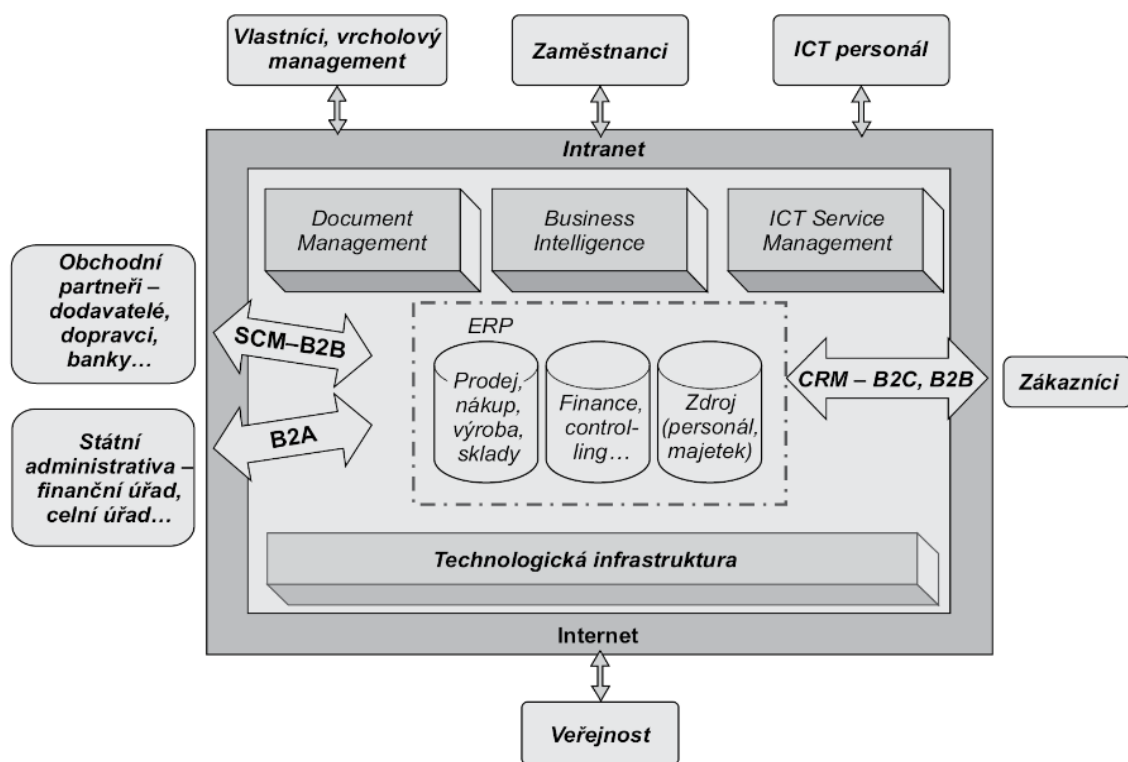 Vlastníci, vrcholový
management
Zaměstnanci
ICT personál
Intranet
Document
Management
Business
Intelligence
ICT Service
Management
Obchodní
partneři –
dodavatelé,
dopravci,
banky…
SCM–B2B
ERP
Prodej,
nákup,
výroba,
sklady
Finance,
control-
ling…
Zdroj
(personál,
majetek)
CRM – B2C, B2B
Zákazníci
B2A
Státní
administrativa –
finanční úřad,
celní úřad…
Technologická infrastruktura
Internet
Veřejnost